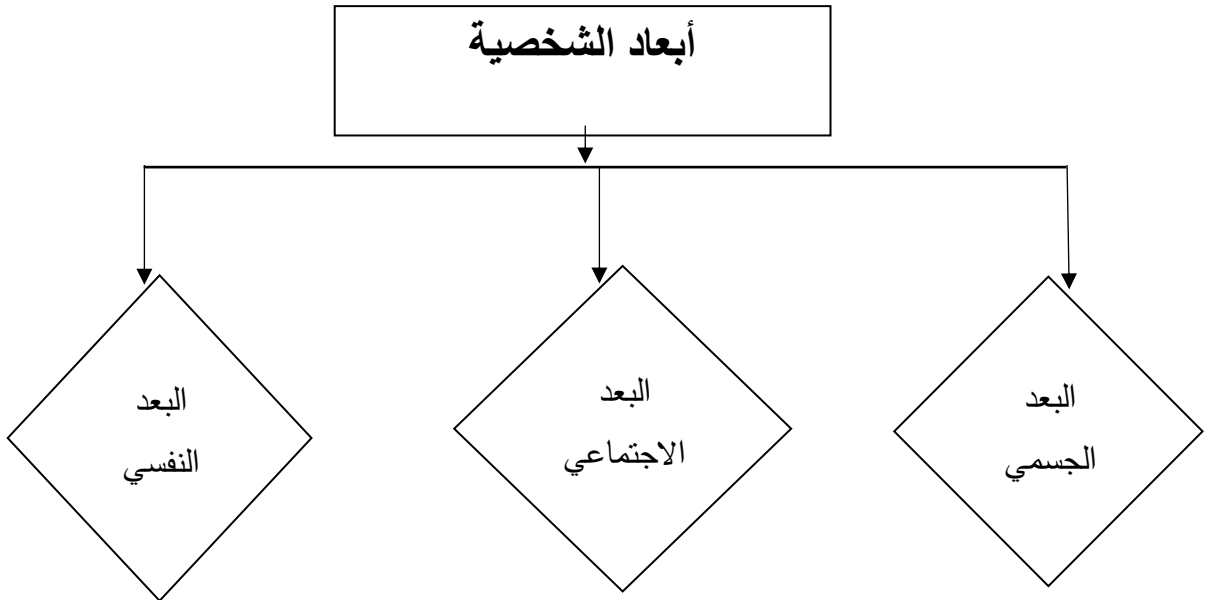 أبعاد الشخصية
البعد
الجسمي
البعد
الاجتماعي
البعد
النفسي